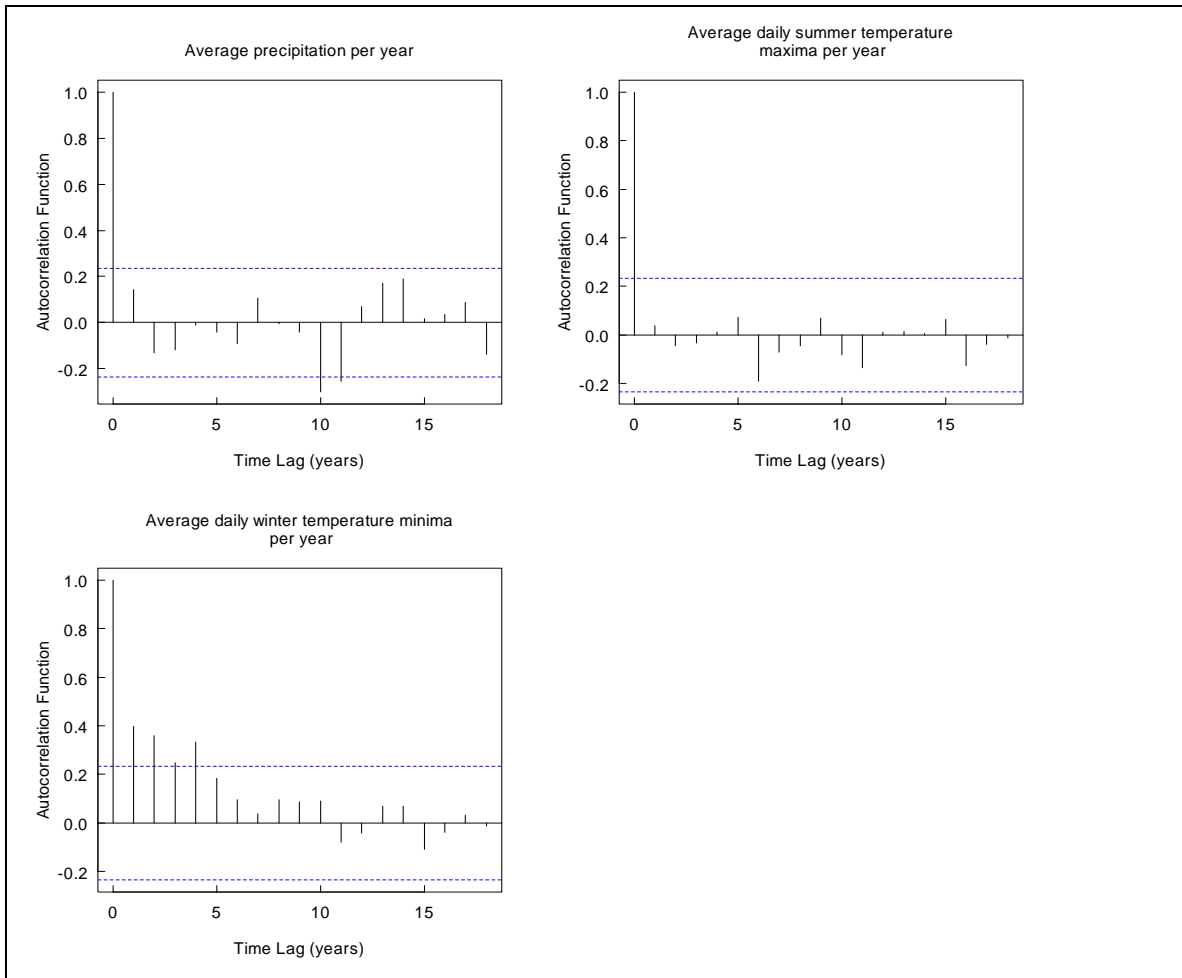 Average precipitation per year
Autocorrelation Function
1.0
0.8
0.6
0.4
0.2
0.0
-0.2
0 5 10 15
Time Lag (years)
Average daily summer temperature
maxima per year
Autocorrelation Function
1.0
0.8
0.6
0.4
0.2
0.0
-0.2
0 5 10 15
Time Lag (years)
Average daily winter temperature minima
per year
Autocorrelation Function
1.0
0.8
0.6
0.4
0.2
0.0
-0.2
0 5 10 15
Time Lag (years)